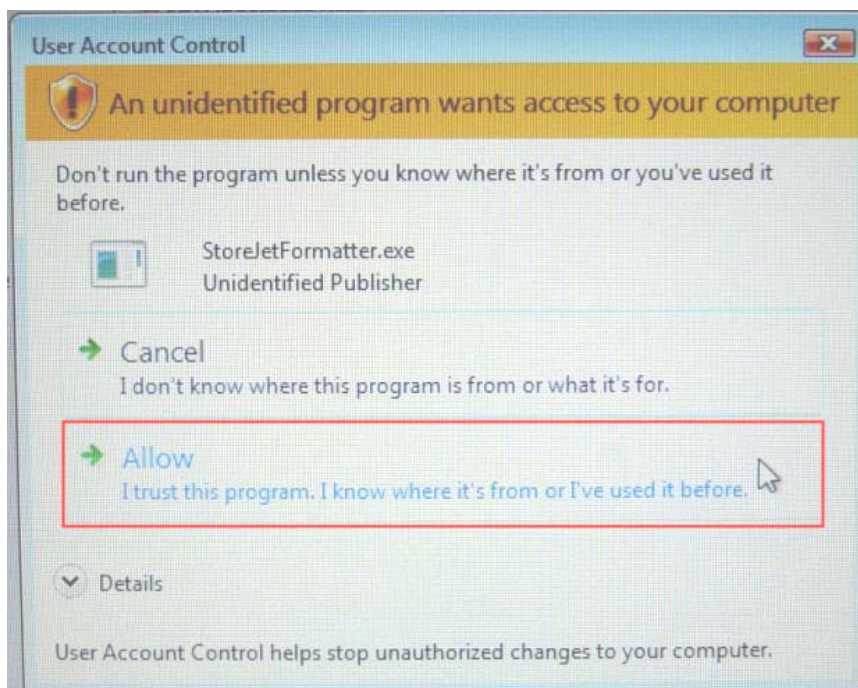 User Account Control
An unidentified program wants access to your computer
Don't run the program unless you know where it's from or you've used it
before.
StoreJetFormatter.exe
Unidentified Publisher
Cancel
I don't know where this program is from or what it's for.
Allow
I trust this program. I know where it's from or I've used it before.
Details
User Account Control helps stop unauthorized changes to your computer.